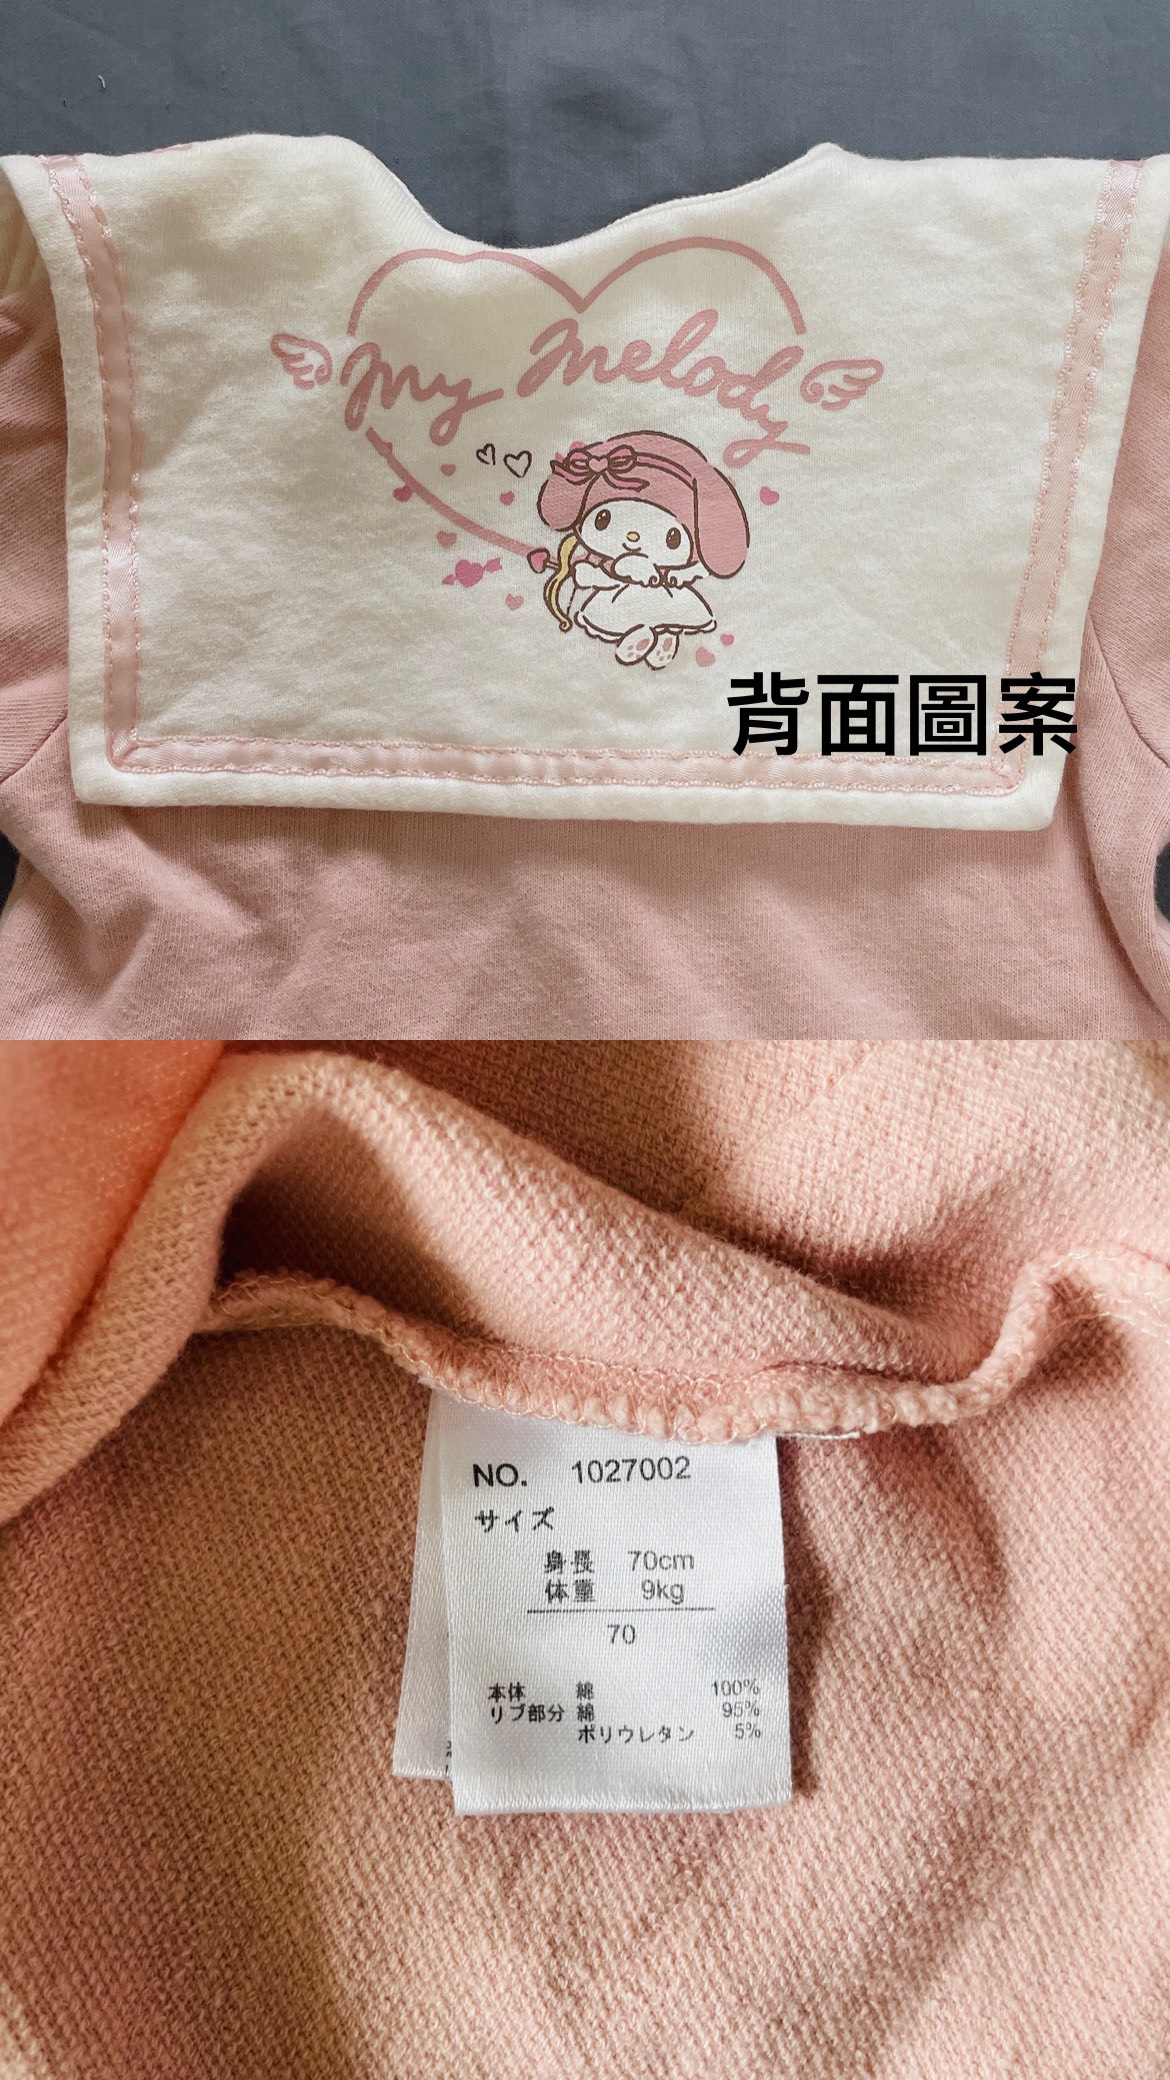 My Melody
背面圖案
NO. 1027002
サイズ
身長 70cm
体重 9kg
70
本体 綿 100%
リブ部分 綿 95%
ポリウレタン 5%